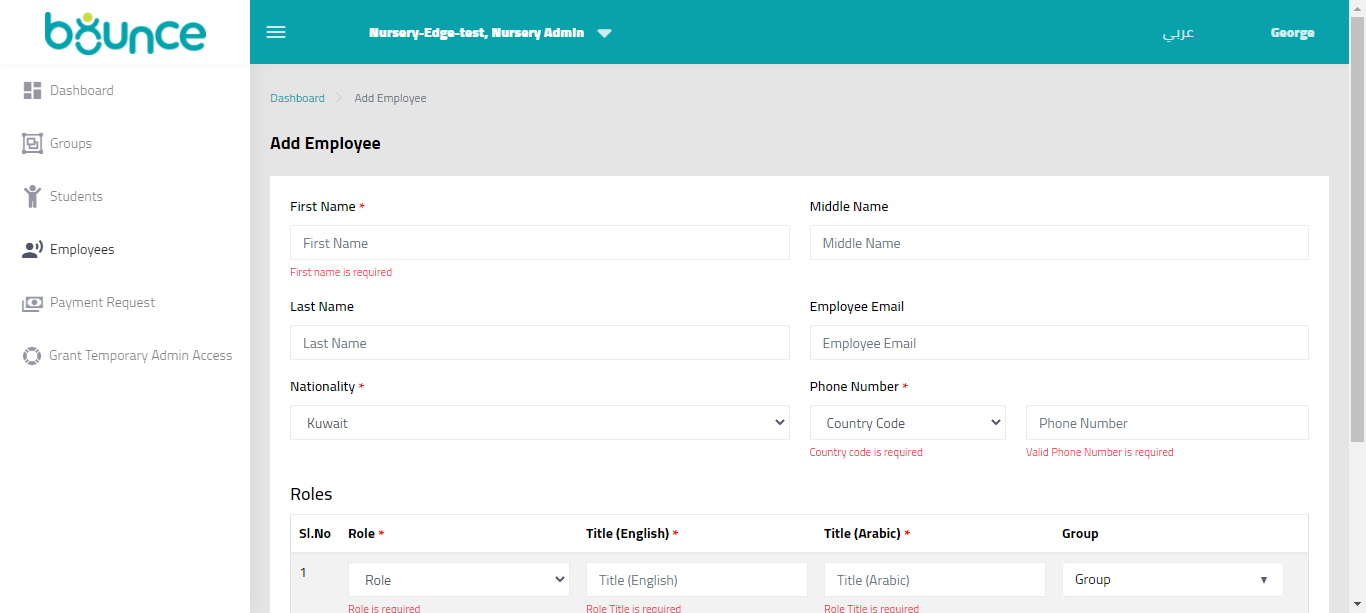 bounce
Nursery-Edge-test, Nursery Admin
عربي
George
Dashboard
Groups
Students
Employees
Payment Request
Grant Temporary Admin Access
Dashboard
Add Employee
Add Employee
First Name *
Middle Name
First Name
Middle Name
First name is required
Last Name
Employee Email
Last Name
Employee Email
Nationality *
Phone Number *
Kuwait
Country Code
Phone Number
Country code is required
Valid Phone Number is required
Roles
Sl.No
Role *
Title (English) *
Title (Arabic) *
Group
1
Role
Title (English)
Title (Arabic)
Group
Role is required
Role Title is required
Role Title is required